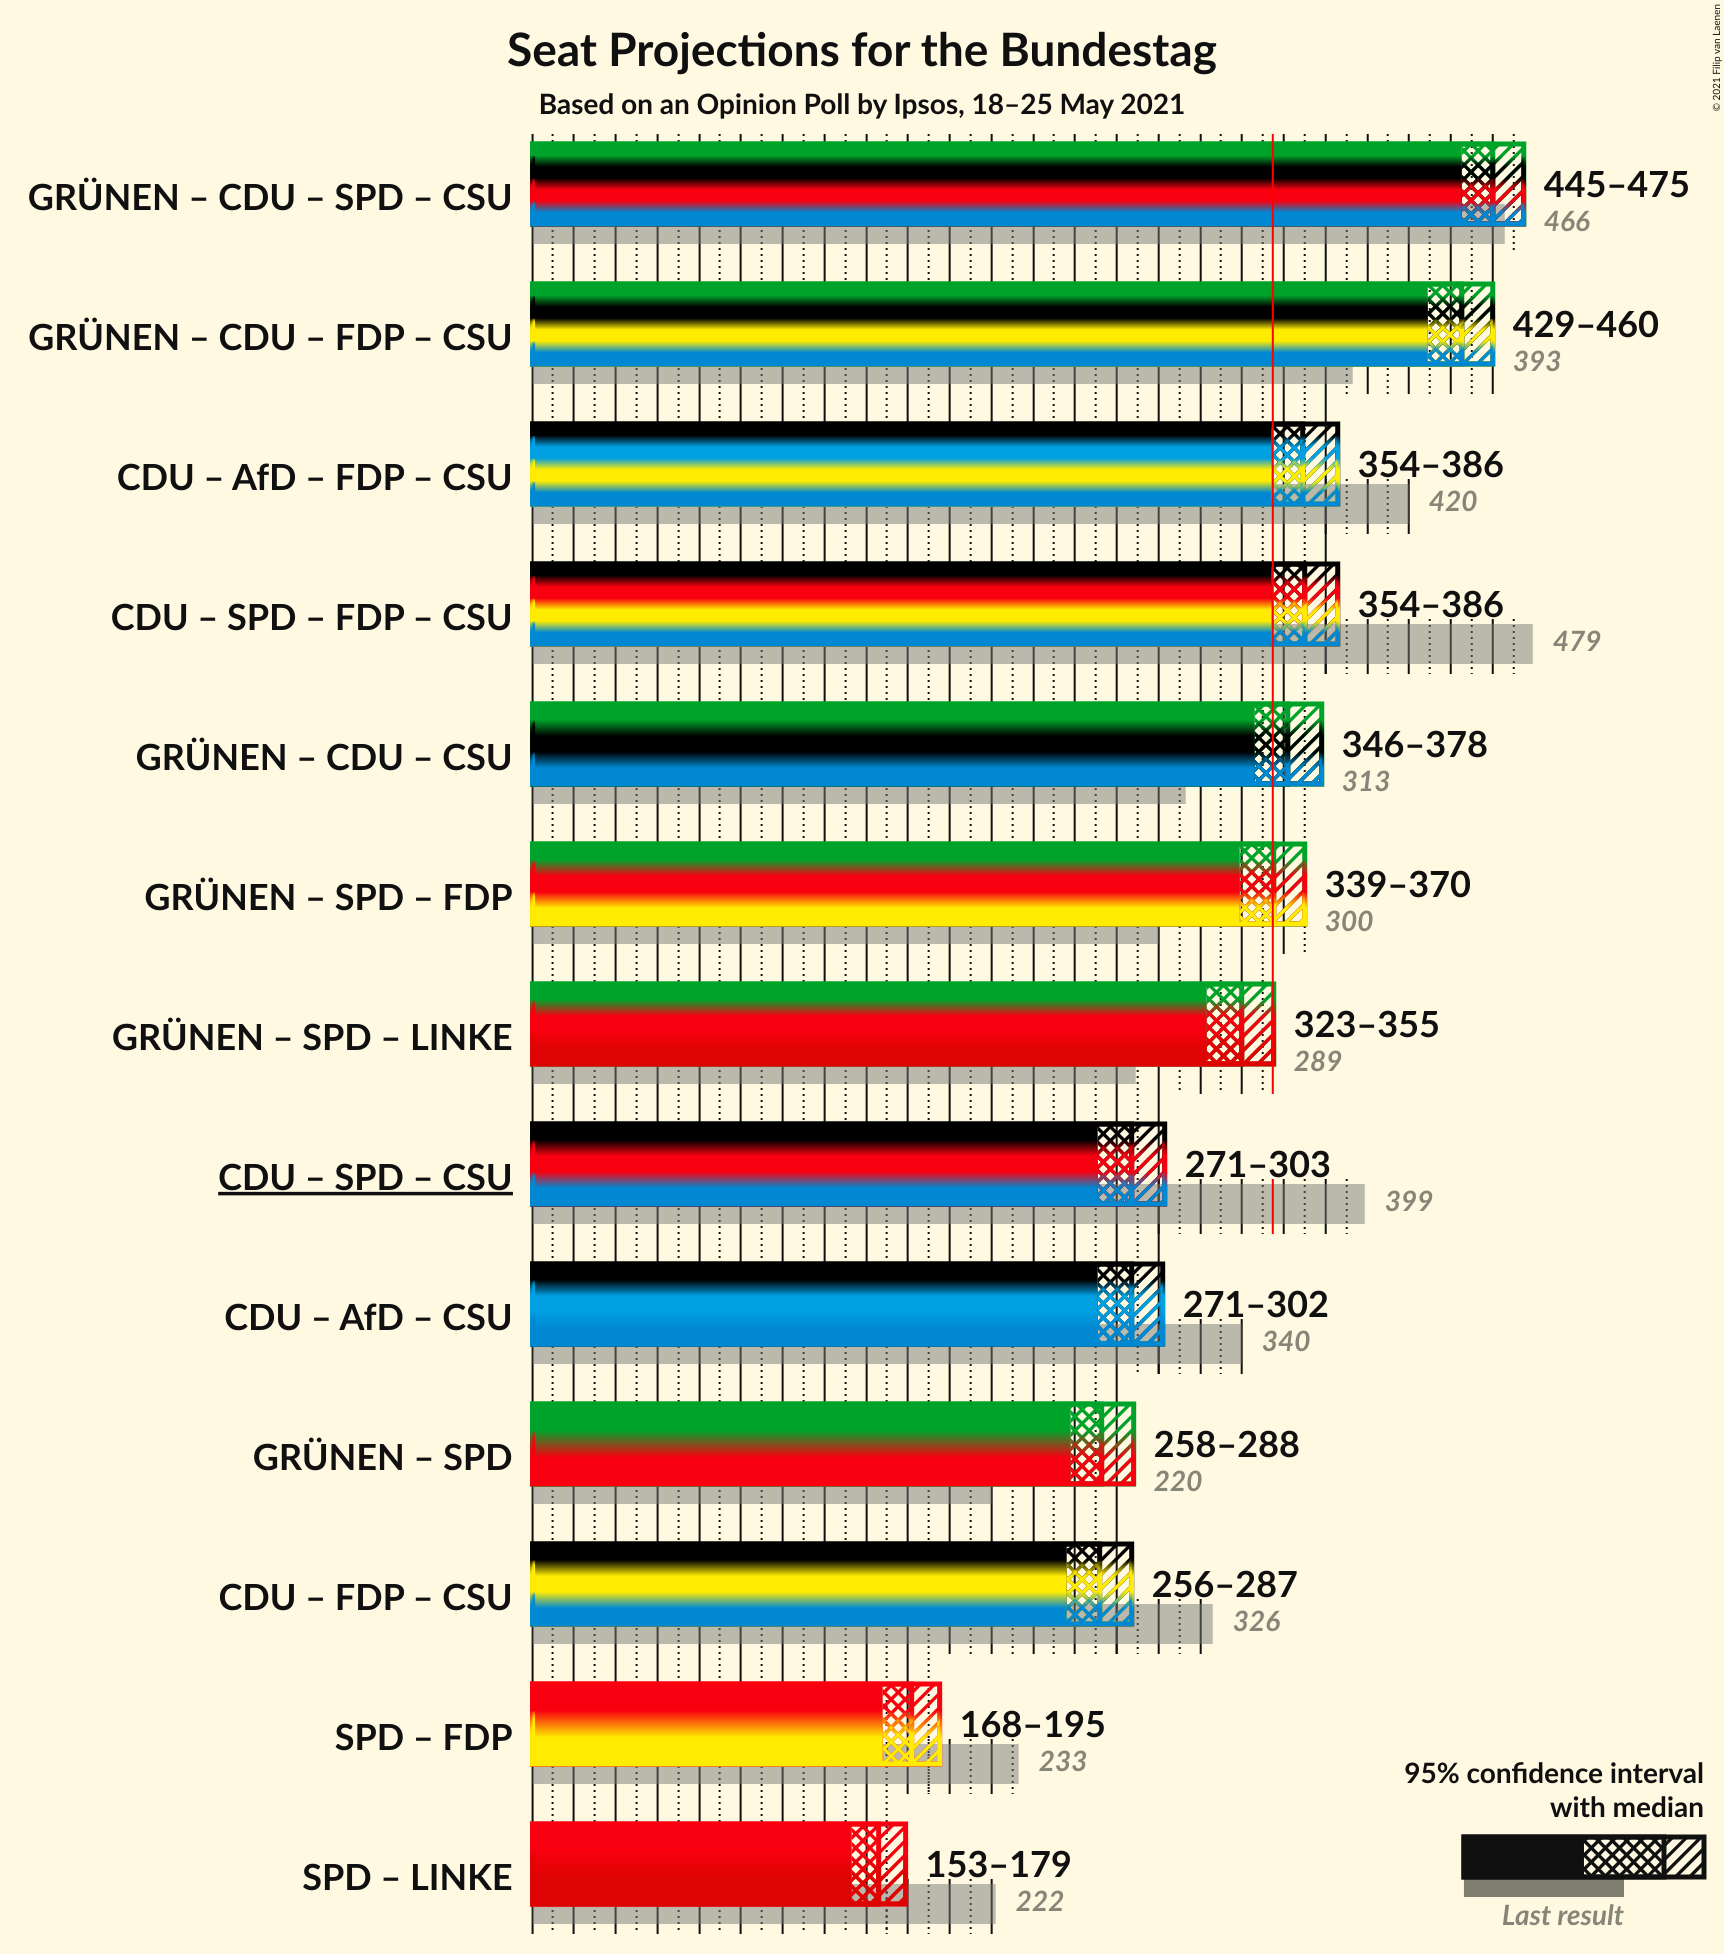 Seat Projections for the Bundestag
Based on an Opinion Poll by Ipsos, 18–25 May 2021
© 2021 Filip van Laenen
GRÜNEN – CDU – SPD – CSU
445–475
466
GRÜNEN – CDU – FDP – CSU
429–460
393
CDU – AfD – FDP – CSU
354–386
420
CDU – SPD – FDP – CSU
354–386
479
GRÜNEN – CDU – CSU
346–378
313
GRÜNEN – SPD – FDP
339–370
300
GRÜNEN – SPD – LINKE
323–355
289
CDU – SPD – CSU
271–303
399
CDU – AfD – CSU
271–302
340
GRÜNEN – SPD
258–288
220
CDU – FDP – CSU
256–287
326
SPD – FDP
168–195
233
SPD – LINKE
153–179
222
95% confidence interval
with median
Last result